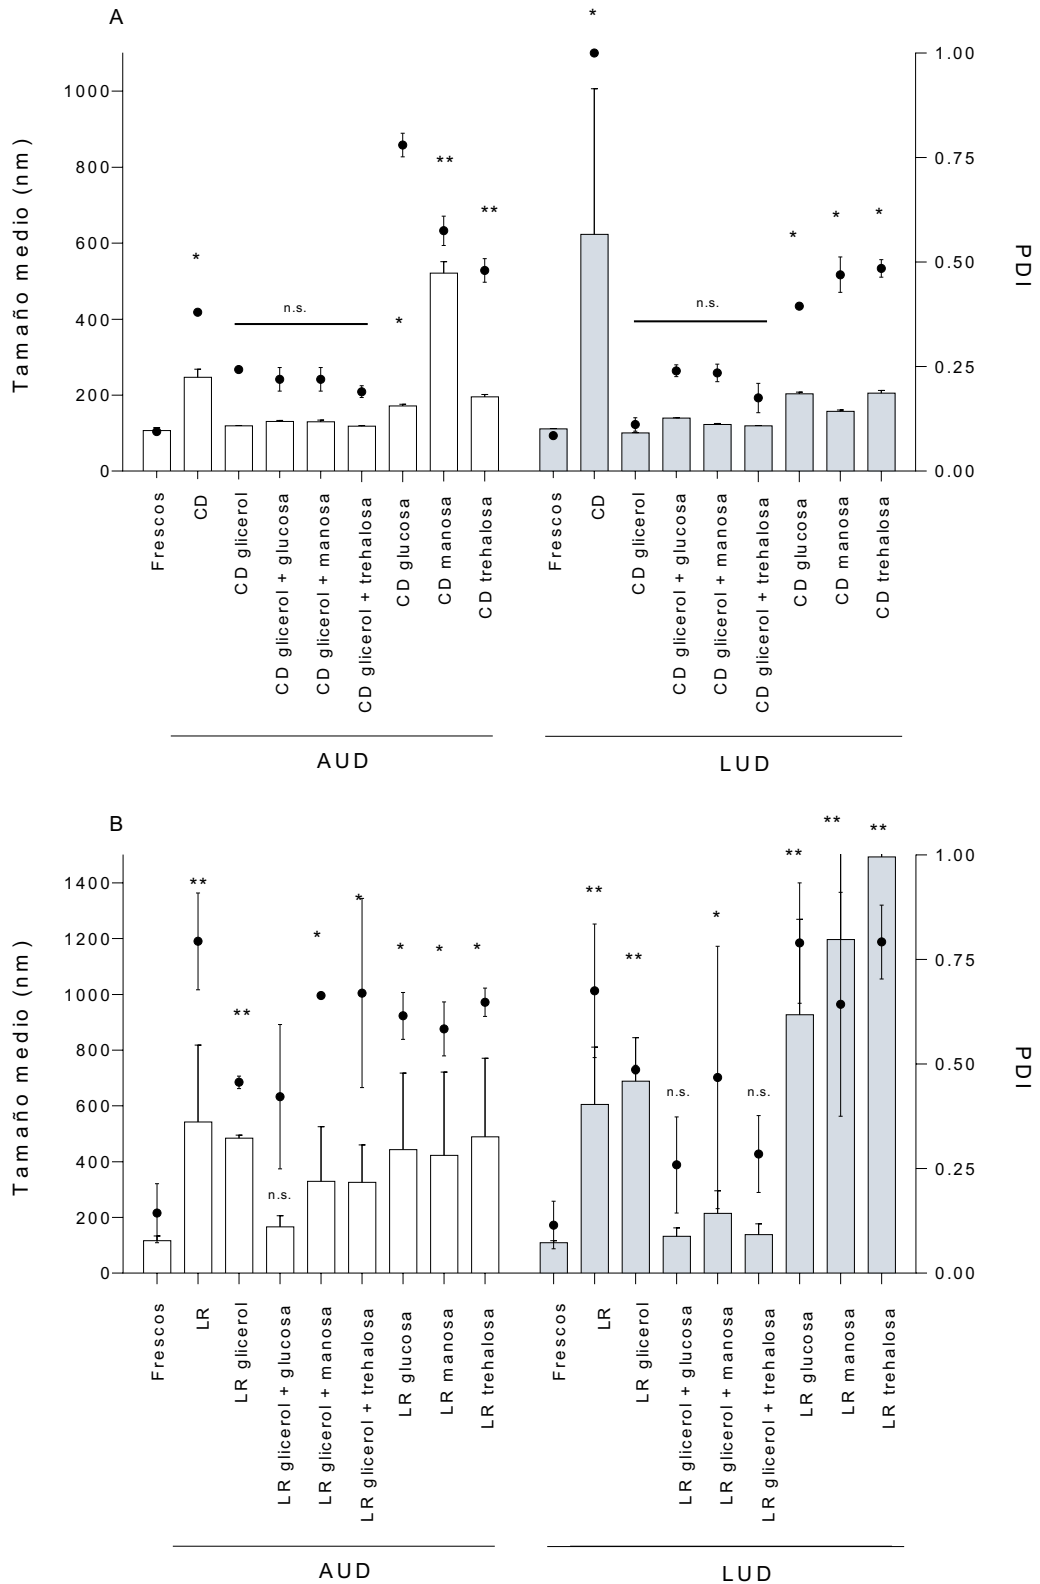 A
Tamaño medio (nm)
1000
800
600
400
200
0
*
n.s.
*
**
**
*
n.s.
*
*
*
1.00
0.75
0.50
0.25
0.00
PDI
Frescos
CD
CD glicerol
CD glicerol + glucosa
CD glicerol + manosa
CD glicerol + trehalosa
CD glucosa
CD manosa
CD trehalosa
Frescos
CD
CD glicerol
CD glicerol + glucosa
CD glicerol + manosa
CD glicerol + trehalosa
CD glucosa
CD manosa
CD trehalosa
AUD
LUD
B
Tamaño medio (nm)
1400
1200
1000
800
600
400
200
0
**
**
n.s.
*
*
*
*
*
**
**
n.s.
*
n.s.
**
**
**
1.00
0.75
0.50
0.25
0.00
PDI
Frescos
LR
LR glicerol
LR glicerol + glucosa
LR glicerol + manosa
LR glicerol + trehalosa
LR glucosa
LR manosa
LR trehalosa
Frescos
LR
LR glicerol
LR glicerol + glucosa
LR glicerol + manosa
LR glicerol + trehalosa
LR glucosa
LR manosa
LR trehalosa
AUD
LUD